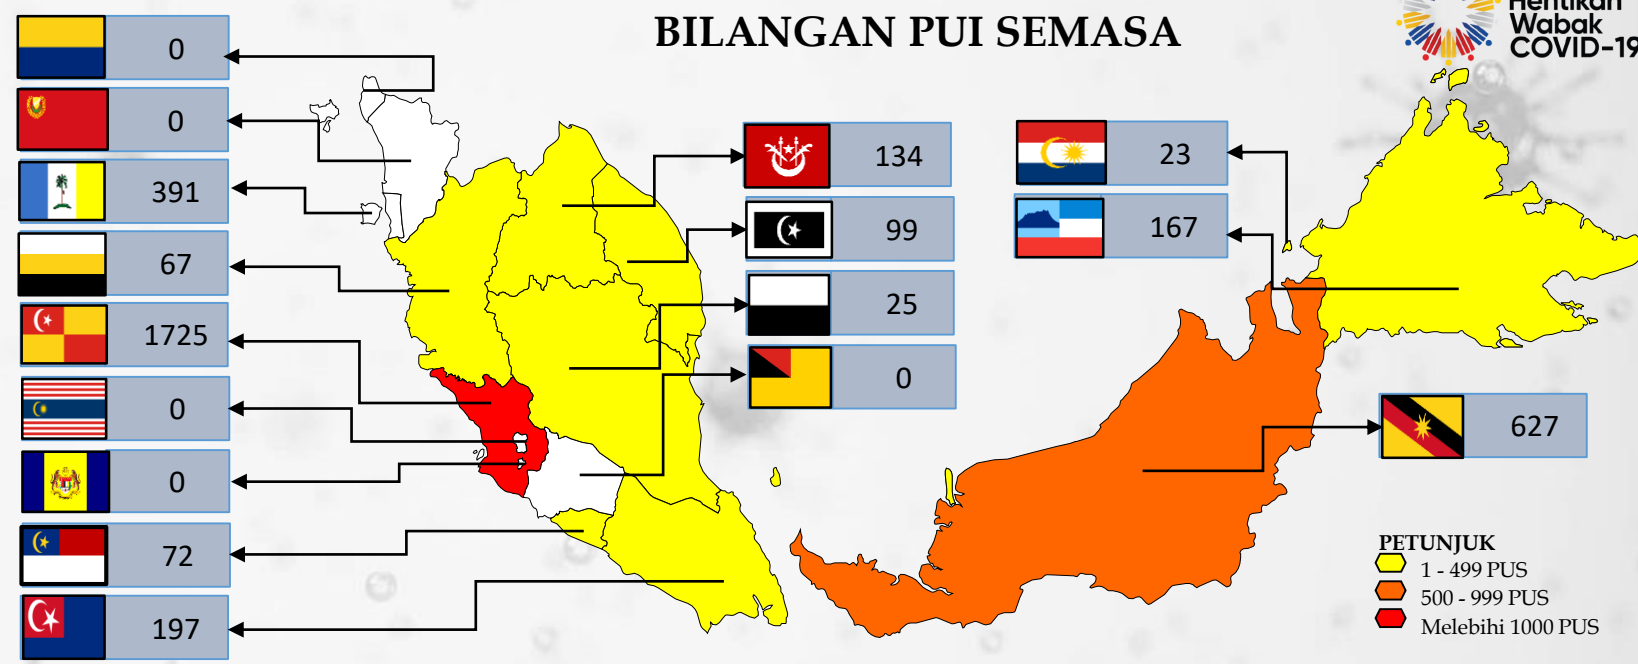 BILANGAN PUI SEMASA
Hentikan
Wabak
COVID-19
0
0
391
67
1725
0
0
72
197
134
99
25
0
23
167
627
PETUNJUK
1 - 499 PUS
500 - 999 PUS
Melebihi 1000 PUS